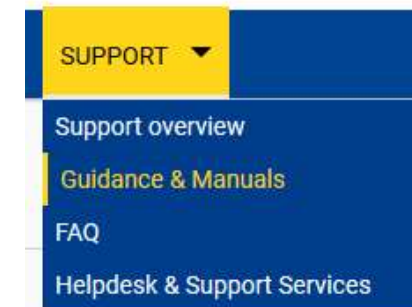 SUPPORT
Support overview
Guidance & Manuals
FAQ
Helpdesk & Support Services